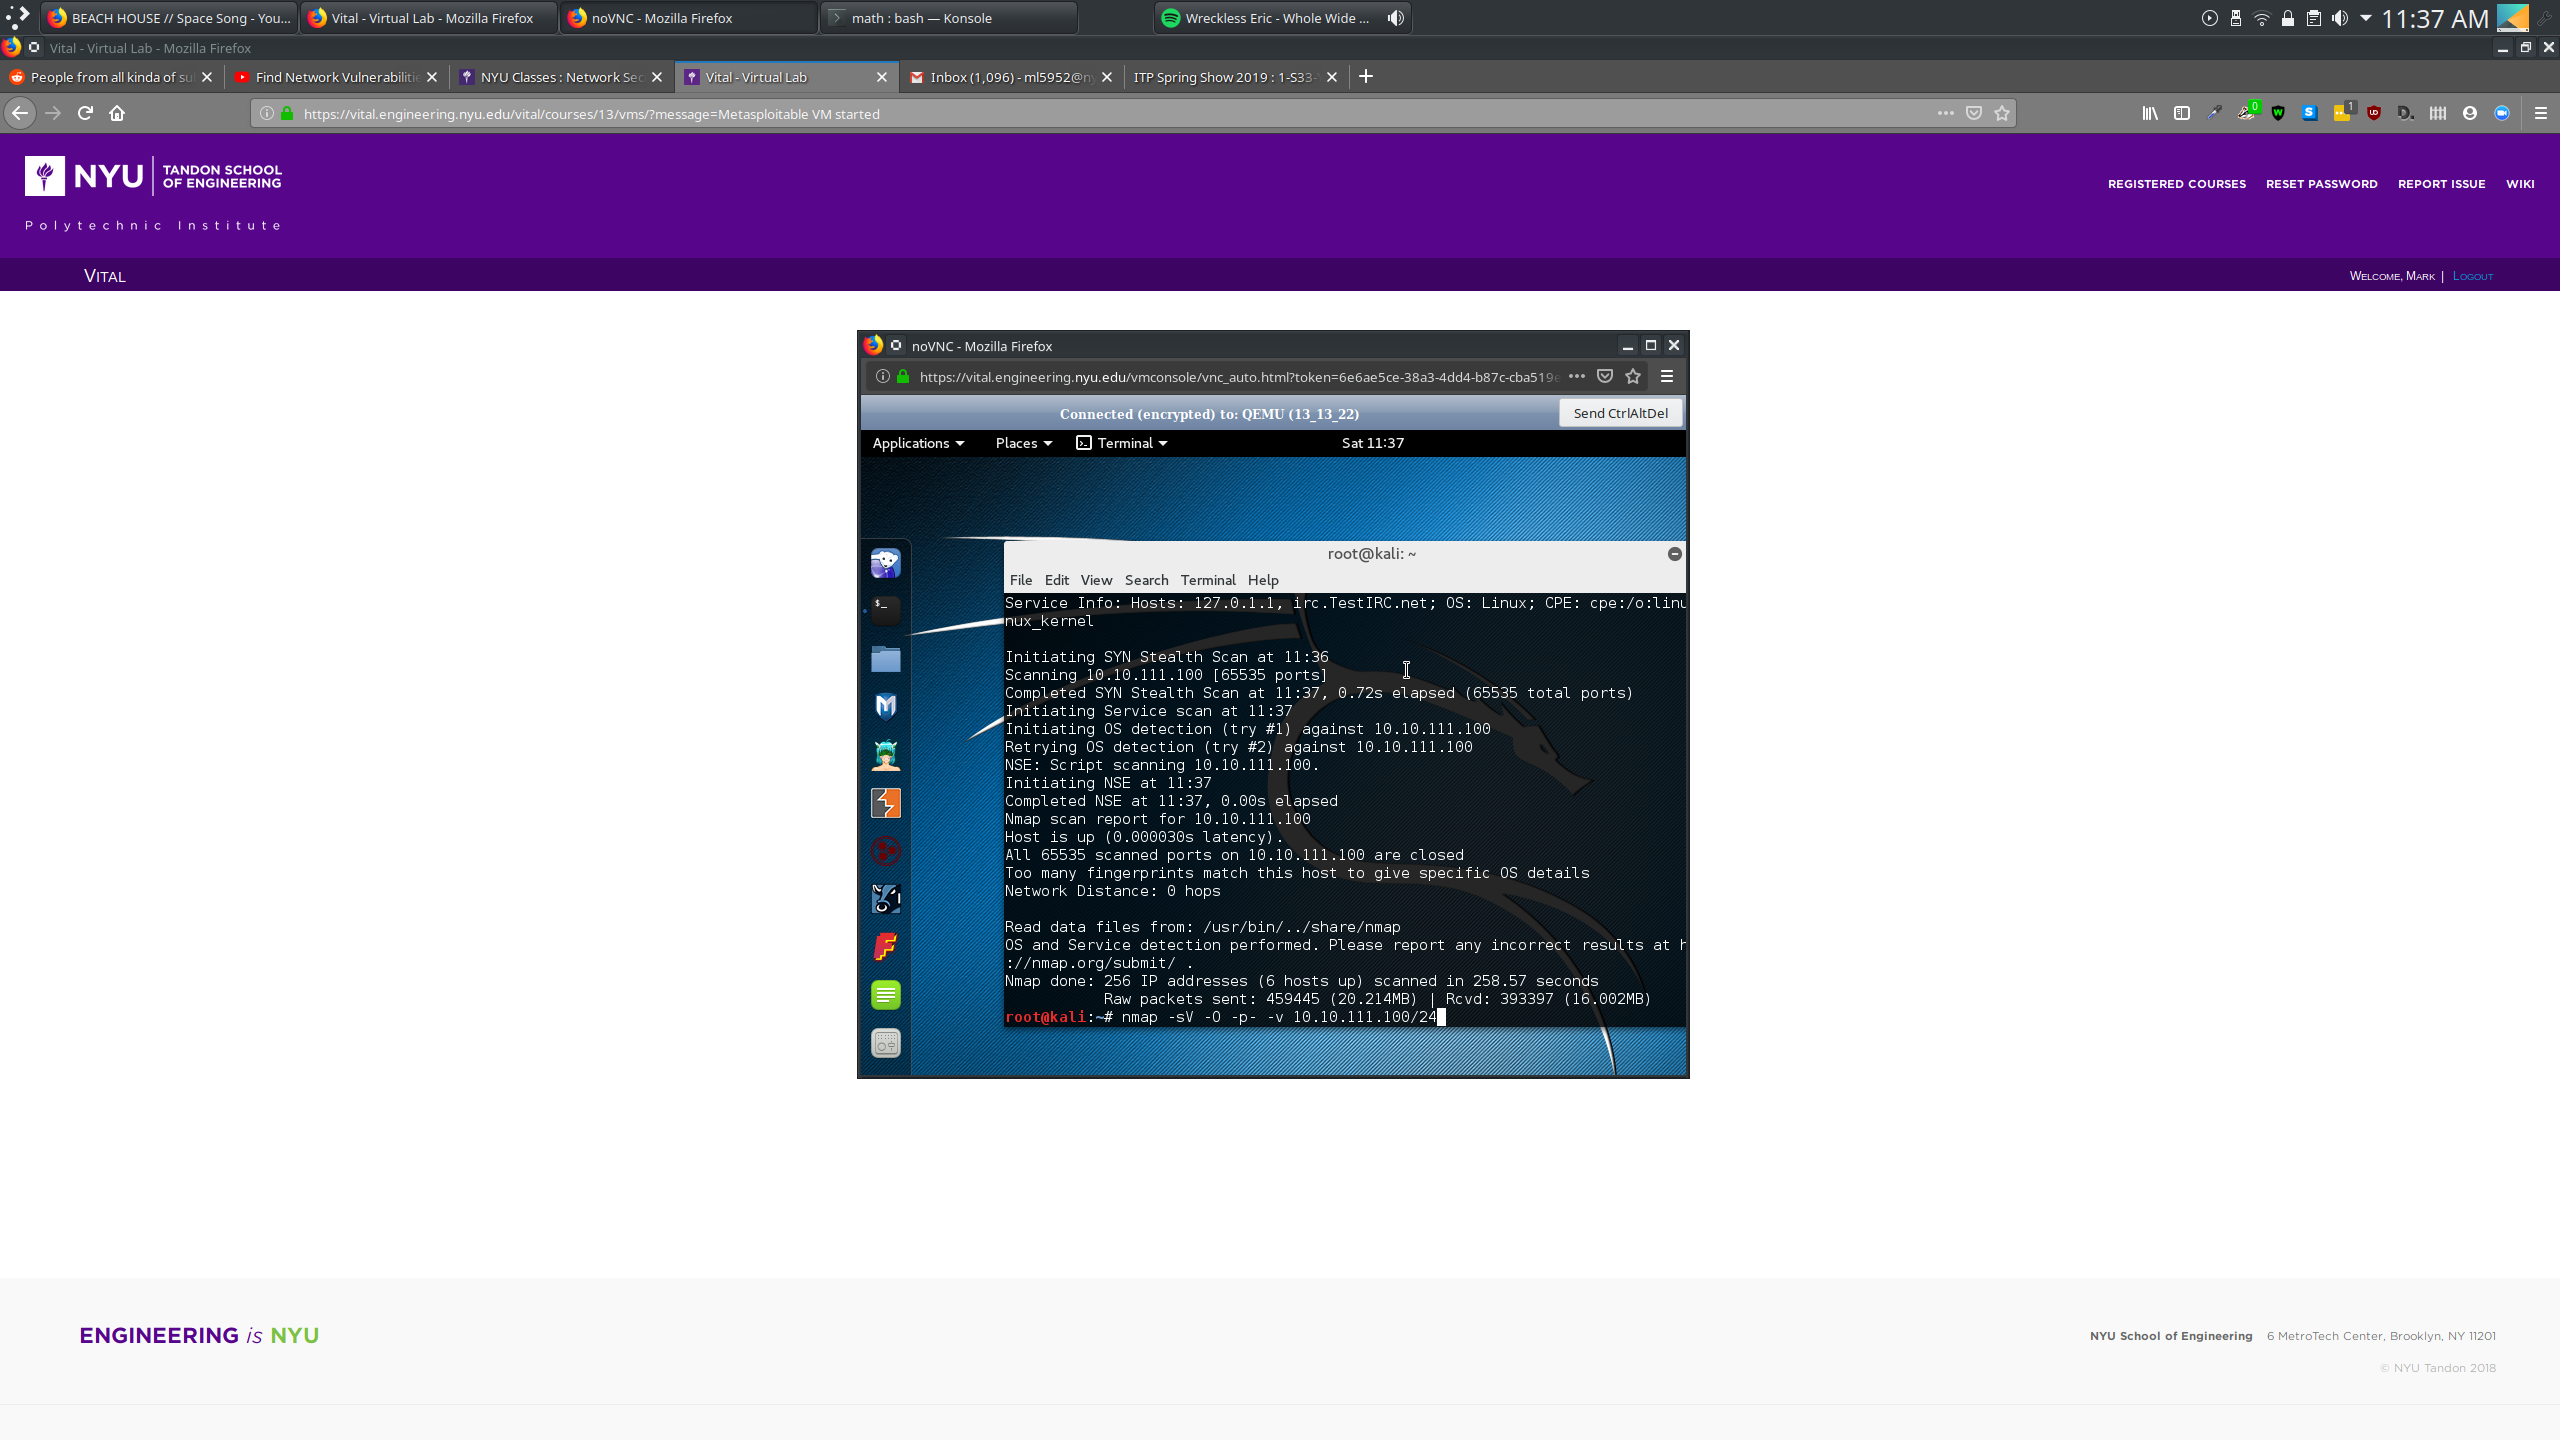 BEACH HOUSE // Space Song - You...
Vital - Virtual Lab - Mozilla Firefox
noVNC - Mozilla Firefox
math : bash — Konsole
Wreckless Eric - Whole Wide ...
11:37 AM
Vital - Virtual Lab - Mozilla Firefox
People from all kinda of su
Find Network Vulnerabilitie
NYU Classes : Network Sec
Vital - Virtual Lab
Inbox (1,096) - ml5952@ny
ITP Spring Show 2019 : 1-S33-
https://vital.engineering.nyu.edu/vital/courses/13/vms/?message=Metasploitable VM started
0
1
NYU
TANDON SCHOOL
OF ENGINEERING
Polytechnic Institute
REGISTERED COURSES RESET PASSWORD REPORT ISSUE WIKI
VITAL
WELCOME, MARK | LOGOUT
noVNC - Mozilla Firefox
https://vital.engineering.nyu.edu/vmconsole/vnc_auto.html?token=6e6ae5ce-38a3-4dd4-b87c-cba519e
Connected (encrypted) to: QEMU (13_13_22)
Send CtrlAltDel
Applications Places Terminal Sat 11:37
root@kali: ~
File Edit View Search Terminal Help
Service Info: Hosts: 127.0.1.1, irc.TestIRC.net; OS: Linux; CPE: cpe:/o:linu
nux_kernel
Initiating SYN Stealth Scan at 11:36
Scanning 10.10.111.100 [65535 ports]
Completed SYN Stealth Scan at 11:37, 0.72s elapsed (65535 total ports)
Initiating Service scan at 11:37
Initiating OS detection (try #1) against 10.10.111.100
Retrying OS detection (try #2) against 10.10.111.100
NSE: Script scanning 10.10.111.100.
Initiating NSE at 11:37
Completed NSE at 11:37, 0.00s elapsed
Nmap scan report for 10.10.111.100
Host is up (0.000030s latency).
All 65535 scanned ports on 10.10.111.100 are closed
Too many fingerprints match this host to give specific OS details
Network Distance: 0 hops
Read data files from: /usr/bin/../share/nmap
OS and Service detection performed. Please report any incorrect results at h
://nmap.org/submit/ .
Nmap done: 256 IP addresses (6 hosts up) scanned in 258.57 seconds
Raw packets sent: 459445 (20.214MB) | Rcvd: 393397 (16.002MB)
root@kali:~# nmap -sV -O -p- -v 10.10.111.100/24
ENGINEERING is NYU
NYU School of Engineering 6 MetroTech Center, Brooklyn, NY 11201
© NYU Tandon 2018